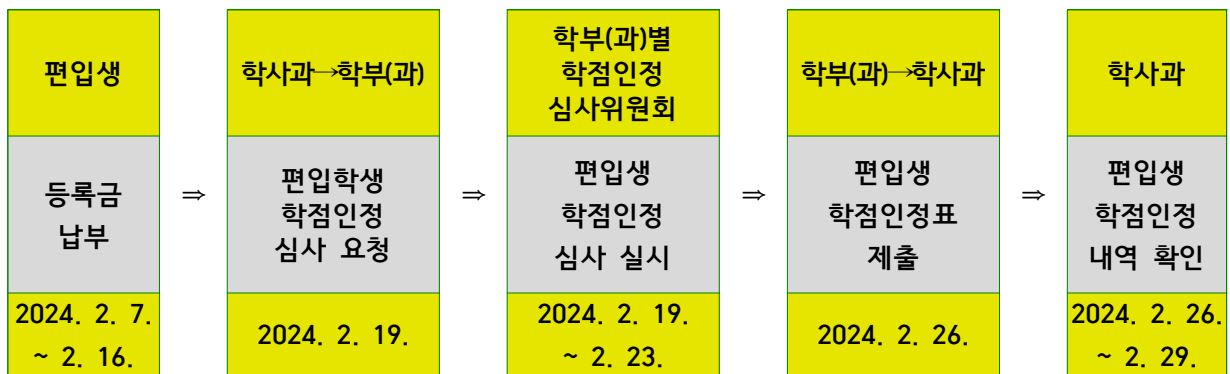 편입생
등록금
납부
2024. 2. 7.
~ 2. 16.
⇒
학사과→학부(과)
편입학생
학점인정
심사 요청
2024. 2. 19.
⇒
학부(과)별
학점인정
심사위원회
편입생
학점인정
심사 실시
2024. 2. 19.
~ 2. 23.
⇒
학부(과)→학사과
편입생
학점인정표
제출
2024. 2. 26.
⇒
학사과
편입생
학점인정
내역 확인
2024. 2. 26.
~ 2. 29.